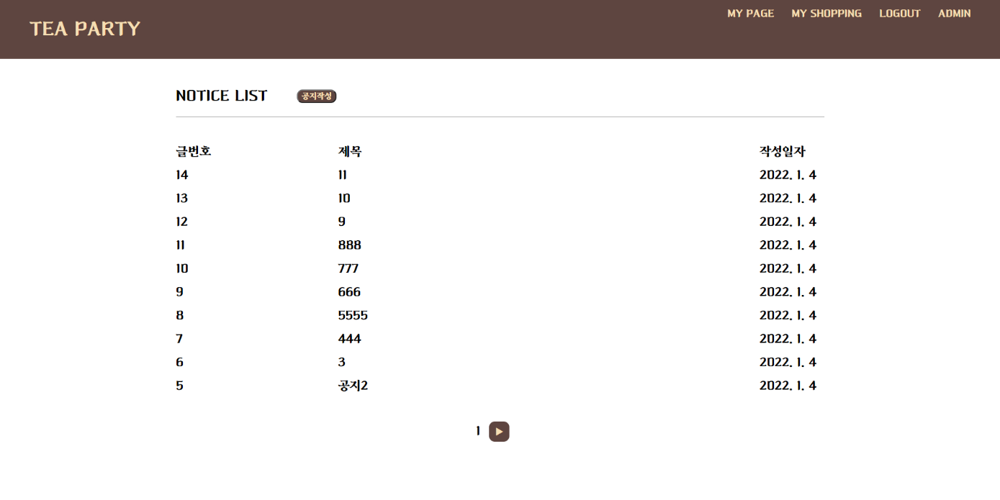 MY PAGE MY SHOPPING LOGOUT ADMIN
TEA PARTY
NOTICE LIST 공지작성
글번호 제목 작성일자
14 11 2022. 1. 4
13 10 2022. 1. 4
12 9 2022. 1. 4
11 888 2022. 1. 4
10 777 2022. 1. 4
9 666 2022. 1. 4
8 5555 2022. 1. 4
7 444 2022. 1. 4
6 3 2022. 1. 4
5 공지2 2022. 1. 4
1 ▶